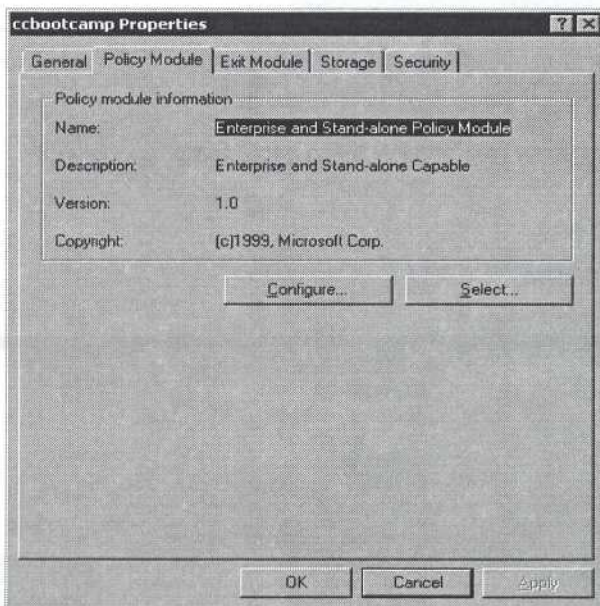 ccbootcamp Properties
General Policy Module Exit Module Storage Security
Policy module information
Name: Enterprise and Stand-alone Policy Module
Description: Enterprise and Stand-alone Capable
Version: 1.0
Copyright: (c)1999, Microsoft Corp.
Configure... Select...
OK Cancel Apply